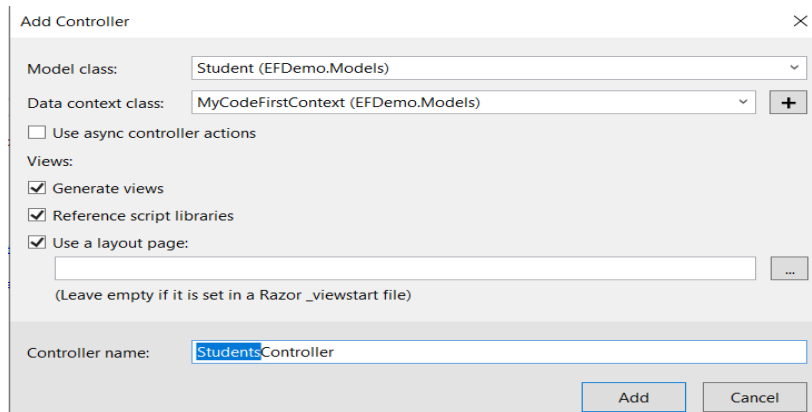 Add Controller
Model class: Student (EFDemo.Models)
Data context class: MyCodeFirstContext (EFDemo.Models) +
Use async controller actions
Views:
Generate views
Reference script libraries
Use a layout page:
...
(Leave empty if it is set in a Razor _viewstart file)
Controller name: StudentsController
Add Cancel